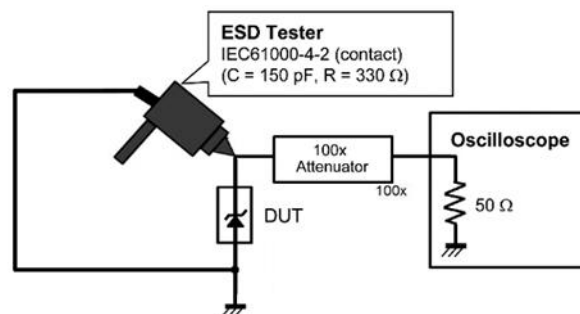 ESD Tester
IEC61000-4-2 (contact)
(C = 150 pF, R = 330 Ω)
100x
Attenuator
100x
Oscilloscope
50 Ω
DUT